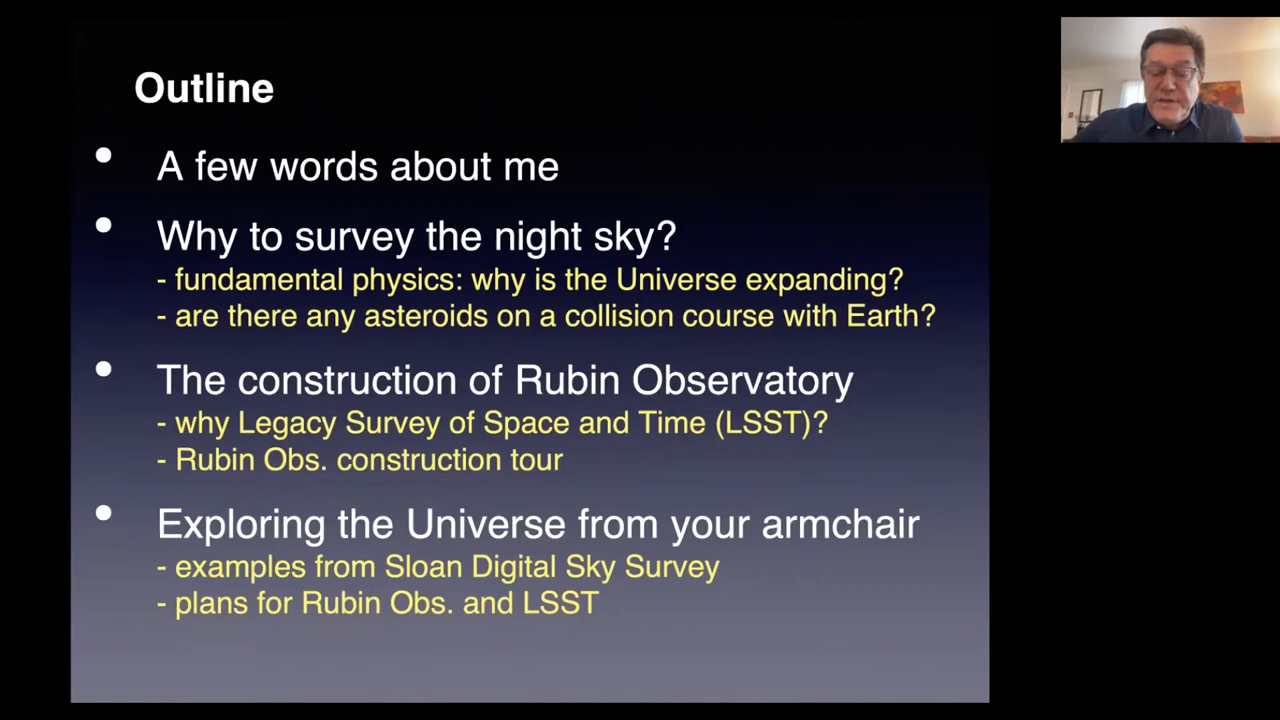 Outline
• A few words about me
• Why to survey the night sky?
- fundamental physics: why is the Universe expanding?
- are there any asteroids on a collision course with Earth?
• The construction of Rubin Observatory
- why Legacy Survey of Space and Time (LSST)?
- Rubin Obs. construction tour
• Exploring the Universe from your armchair
- examples from Sloan Digital Sky Survey
- plans for Rubin Obs. and LSST